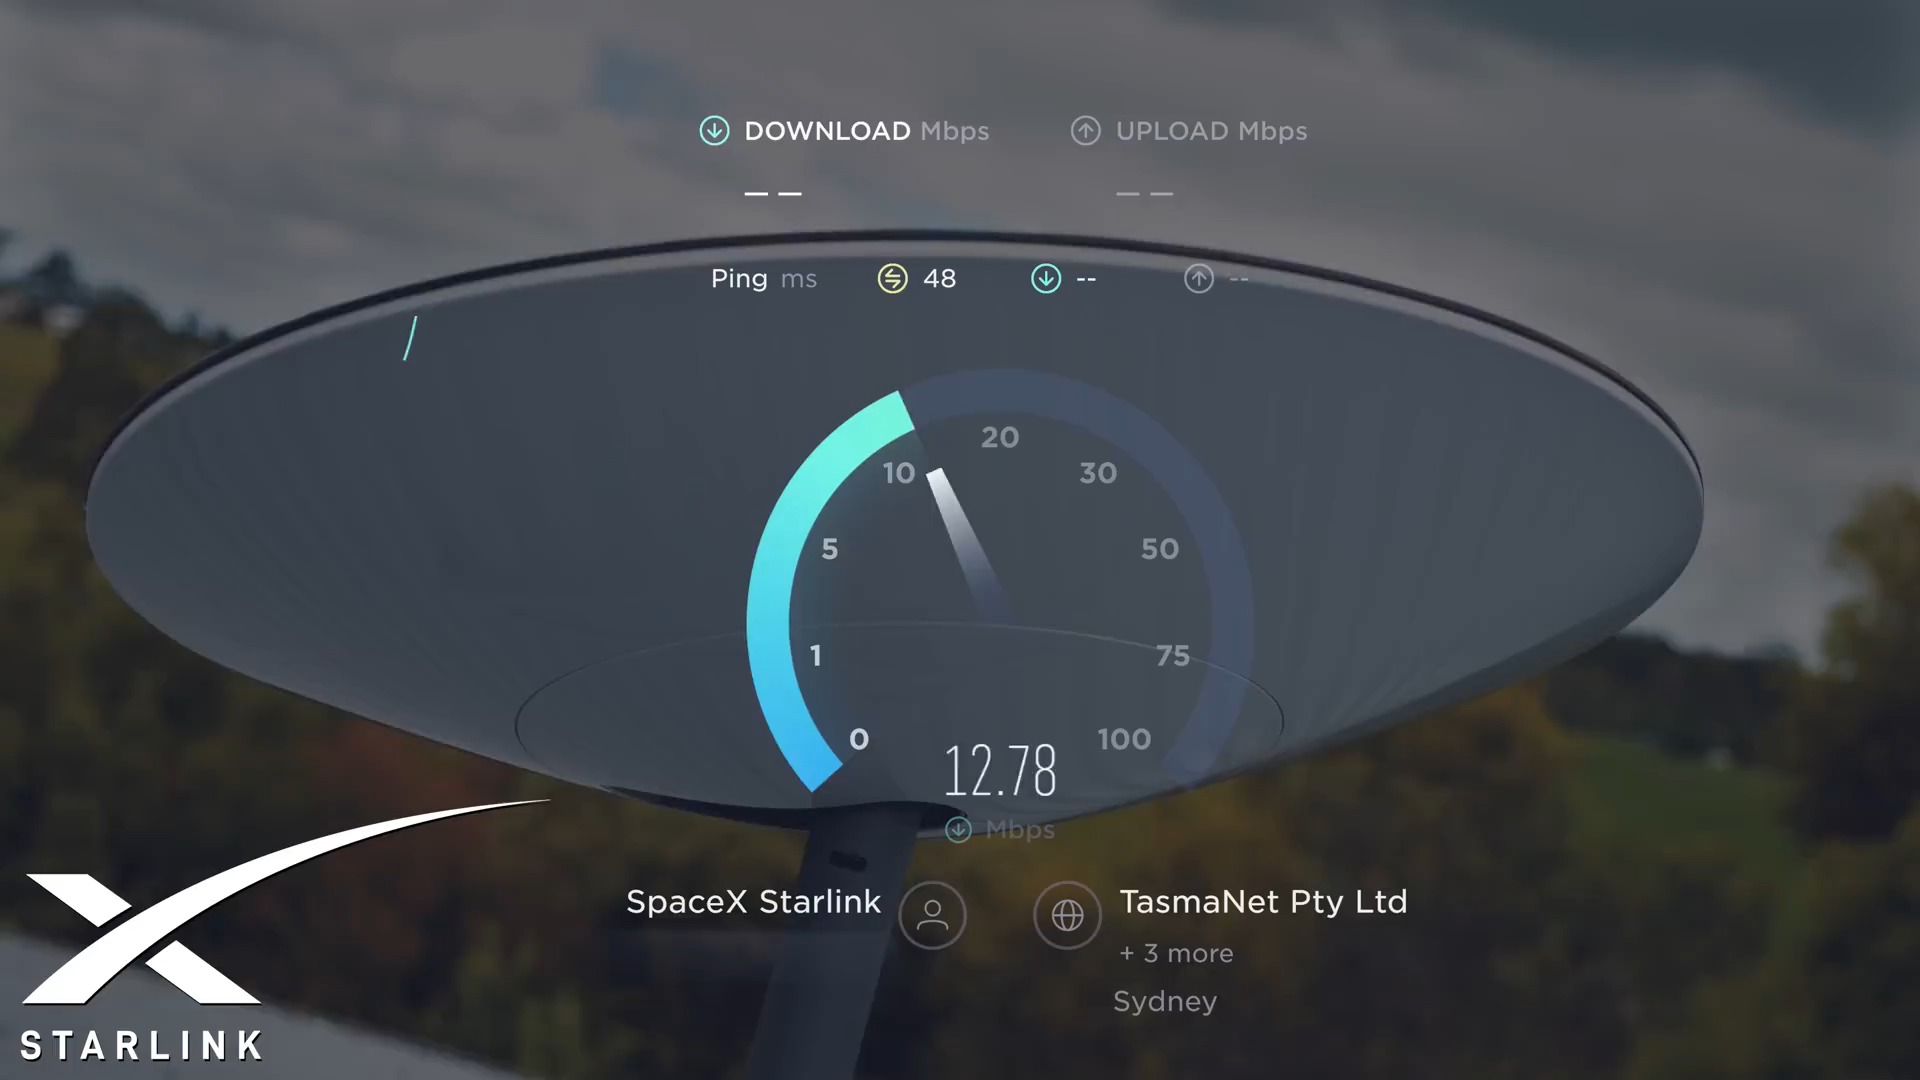 DOWNLOAD Mbps
UPLOAD Mbps
— —
— —
Ping ms 48 -- --
0
1
5
10
20
30
50
75
100
12.78
Mbps
SpaceX Starlink
TasmaNet Pty Ltd
+ 3 more
Sydney
STARLINK